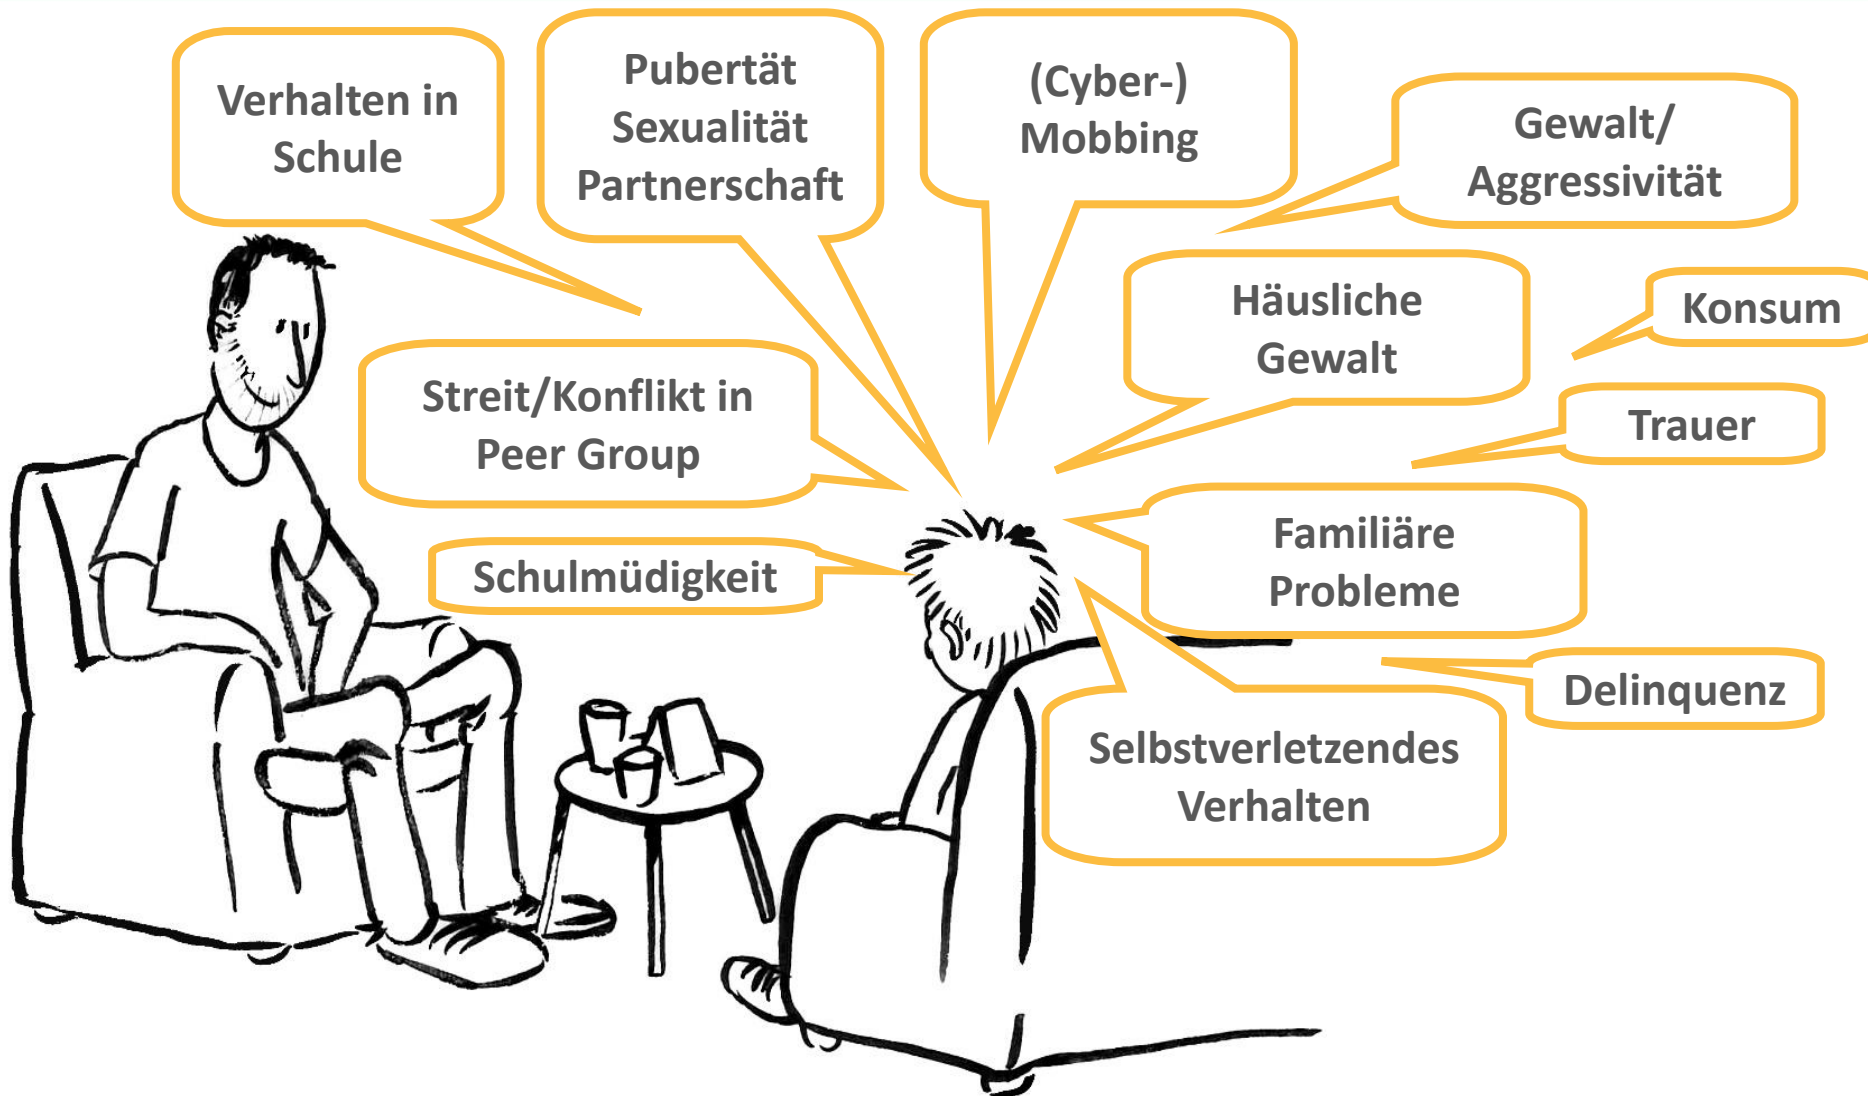 Verhalten in
Schule
Pubertät
Sexualität
Partnerschaft
(Cyber-)
Mobbing
Gewalt/
Aggressivität
Häusliche
Gewalt
Konsum
Streit/Konflikt in
Peer Group
Trauer
Schulmüdigkeit
Familiäre
Probleme
Delinquenz
Selbstverletzendes
Verhalten